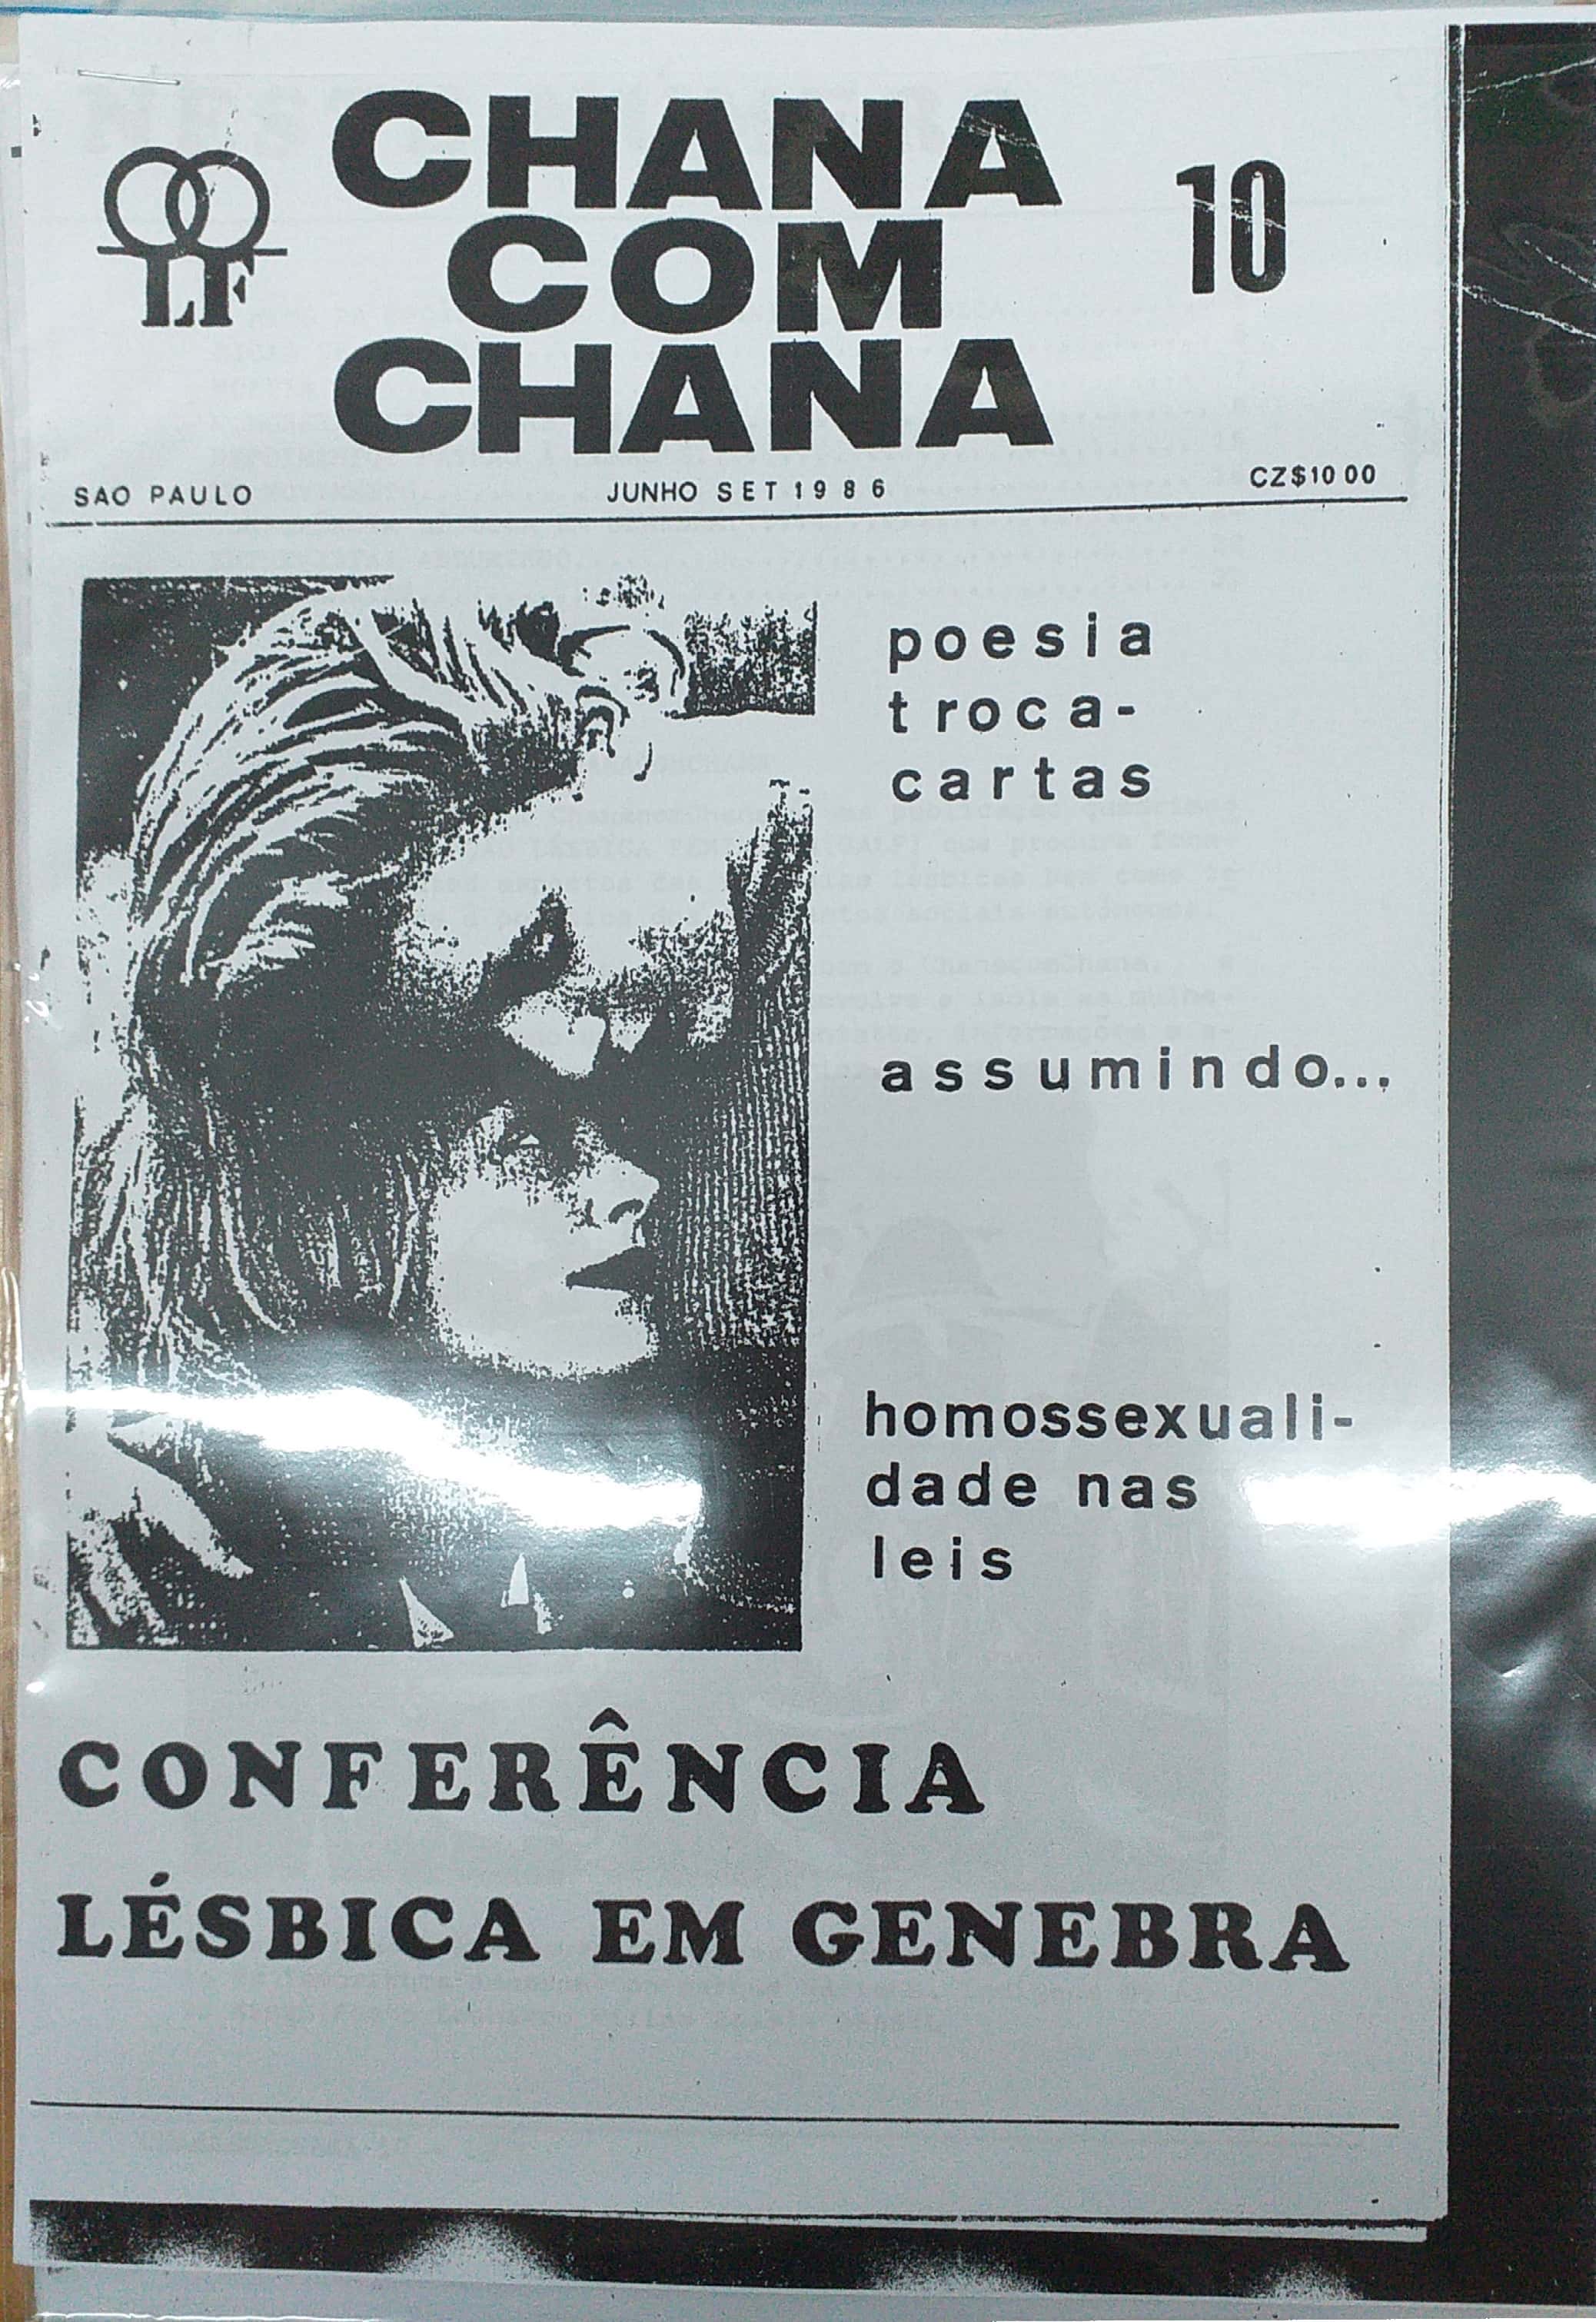 CHANA
COM
CHANA
LF
10
SAO PAULO
JUNHO SET 1986
CZ$10 00
poesia
troca-
cartas
assumindo...
homossexuali-
dade nas
leis
CONFERÊNCIA
LÉSBICA EM GENEBRA